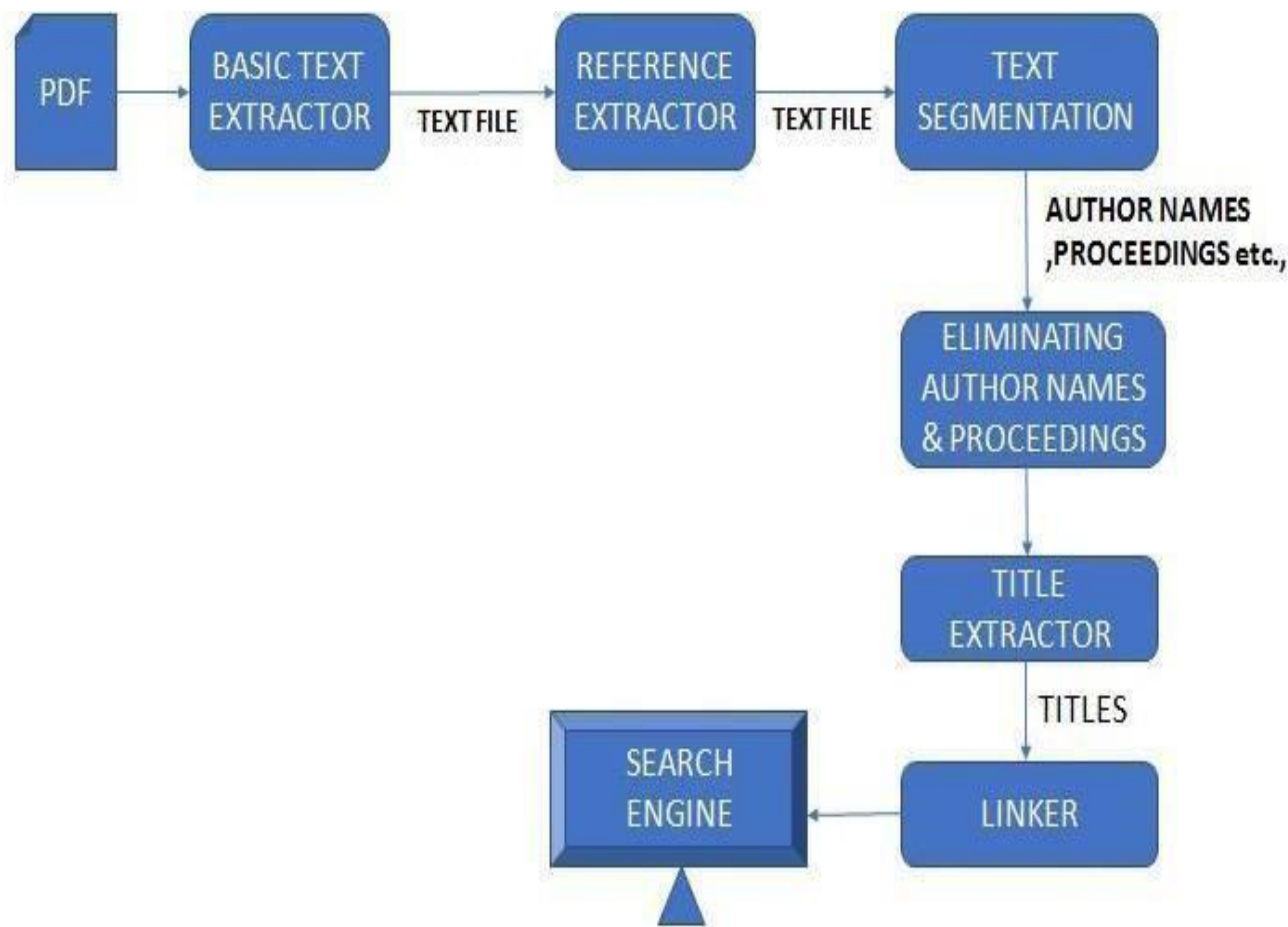 PDF
BASIC TEXT
EXTRACTOR
TEXT FILE
REFERENCE
EXTRACTOR
TEXT FILE
TEXT
SEGMENTATION
AUTHOR NAMES
,PROCEEDINGS etc.,
ELIMINATING
AUTHOR NAMES
& PROCEEDINGS
TITLE
EXTRACTOR
TITLES
LINKER
SEARCH
ENGINE